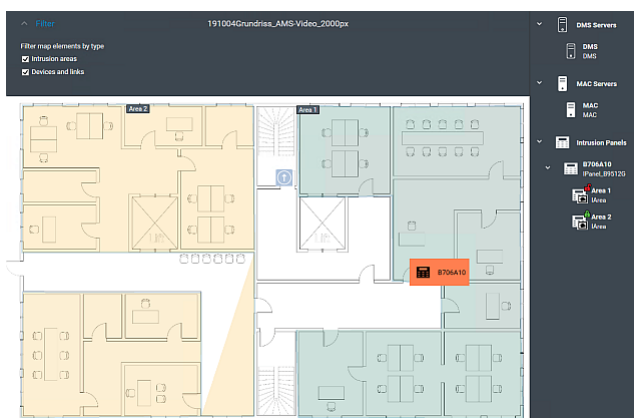 Filter
191004Grundriss_AMS-Video_2000px
Filter map elements by type
Intrusion areas
Devices and links
Area 2
Area 1
B706A10
DMS Servers
DMS
DMS
MAC Servers
MAC
MAC
Intrusion Panels
B706A10
IPanel_B9512G
Area 1
IArea
Area 2
IArea